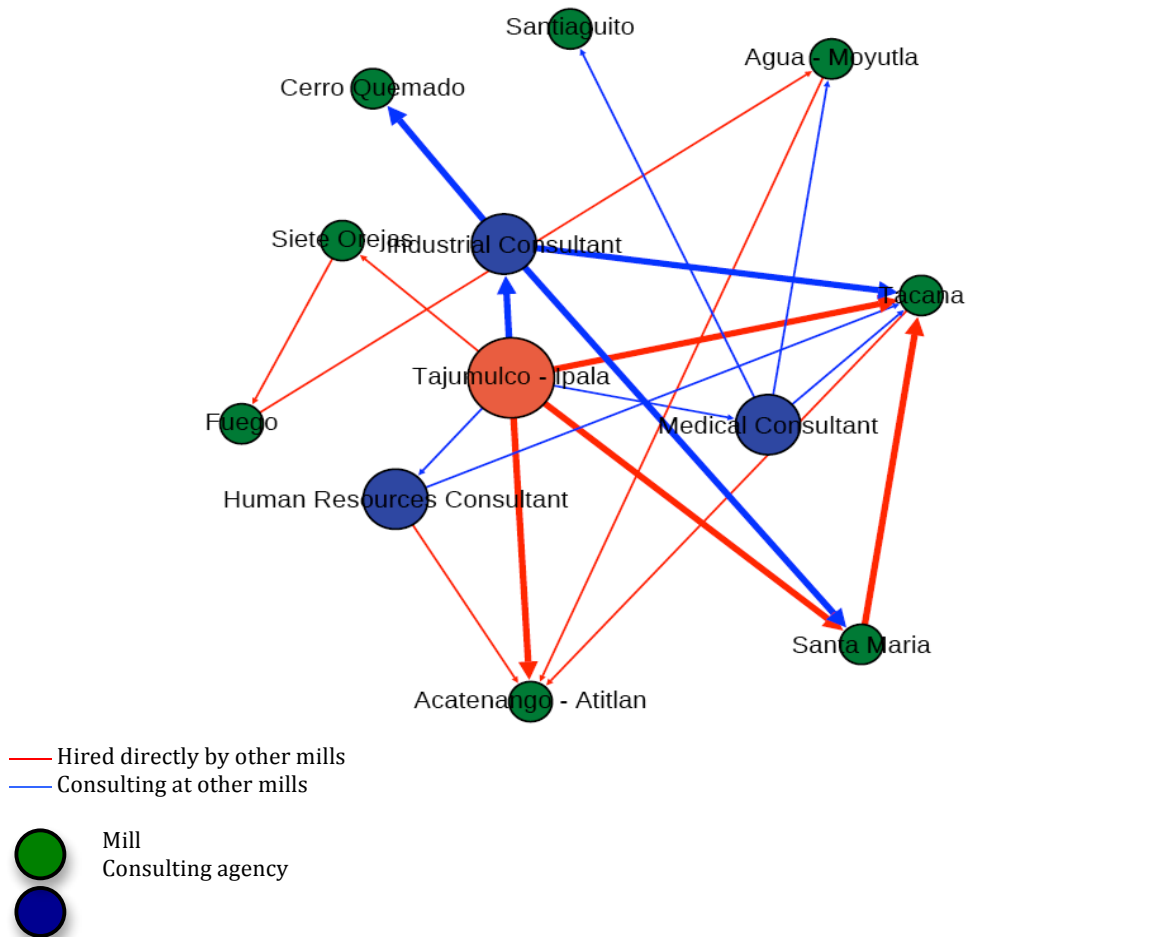 Santiaguito
Agua - Moyutla
Cerro Quemado
Siete Orejas
Industrial Consultant
Tacana
Tajumulco - Ipala
Fuego
Medical Consultant
Human Resources Consultant
Santa Maria
Acatenango - Atitlan
Hired directly by other mills
Consulting at other mills
Mill
Consulting agency